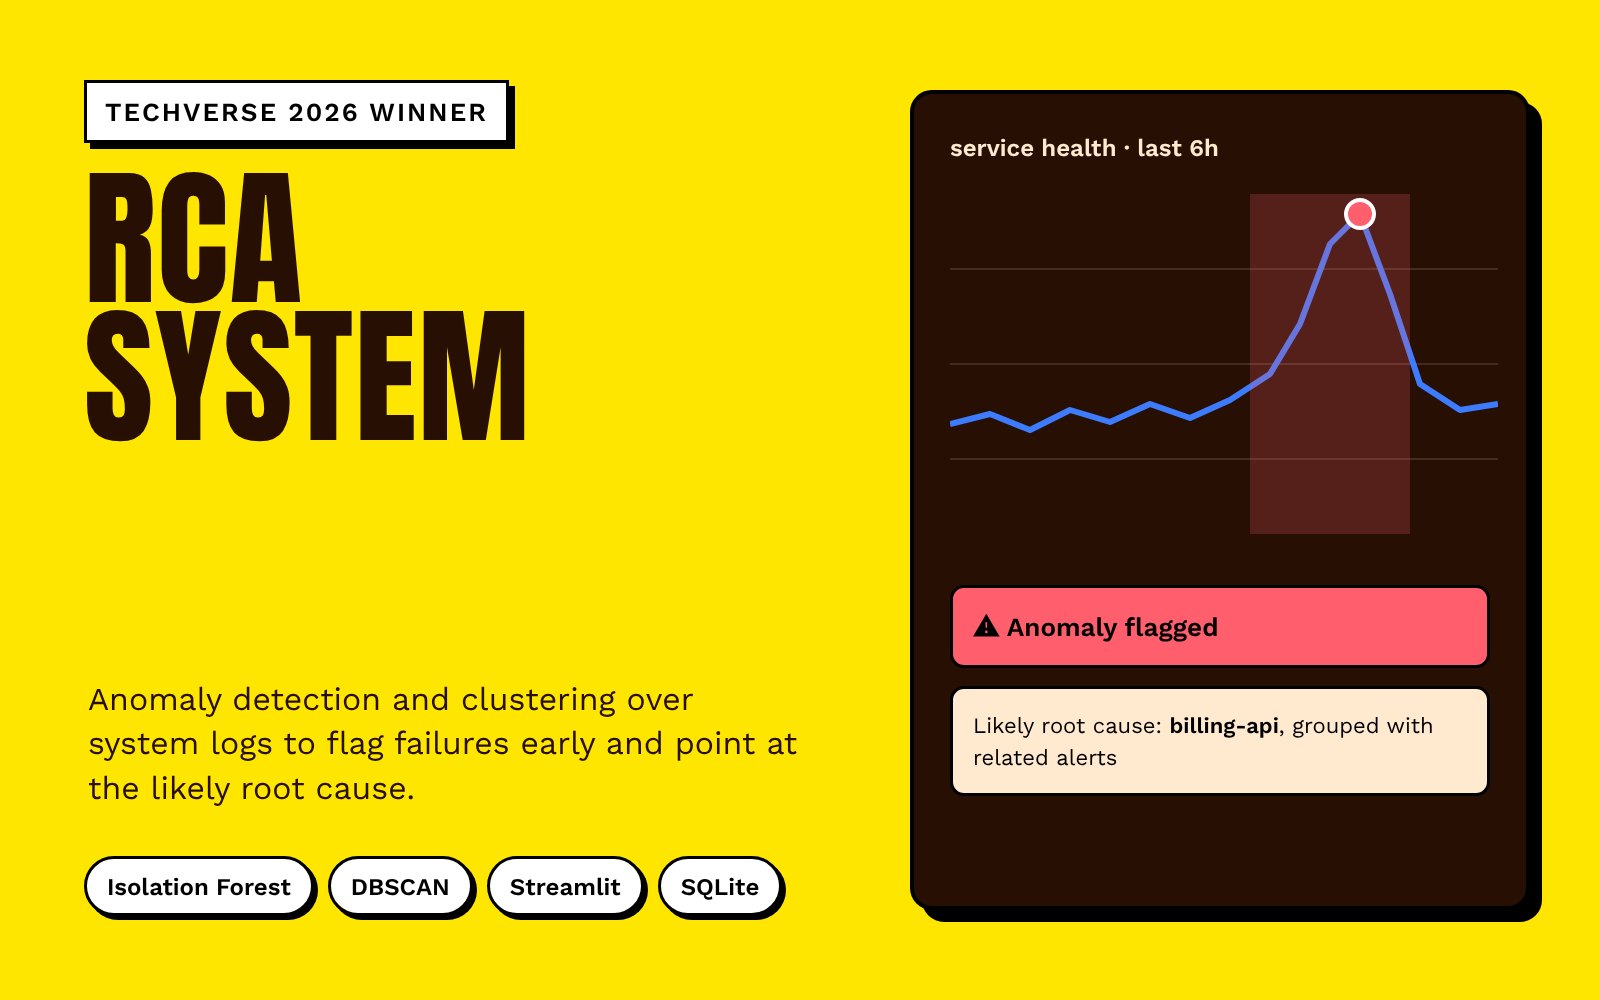 TECHVERSE 2026 WINNER
RCA
SYSTEM
Anomaly detection and clustering over
system logs to flag failures early and point at
the likely root cause.
Isolation Forest
DBSCAN
Streamlit
SQLite
service health · last 6h
⚠ Anomaly flagged
Likely root cause: billing-api, grouped with
related alerts